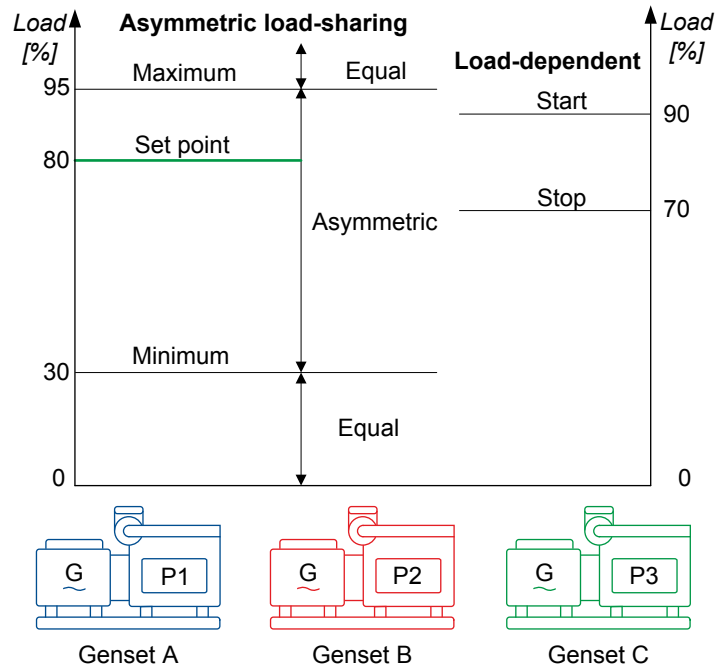 Load
[%]
Asymmetric load-sharing
Load
[%]
Maximum
Equal
Load-dependent
95
Start
90
Set point
80
Stop
70
Asymmetric
Minimum
30
Equal
0
0
G
P1
G
P2
G
P3
Genset A
Genset B
Genset C